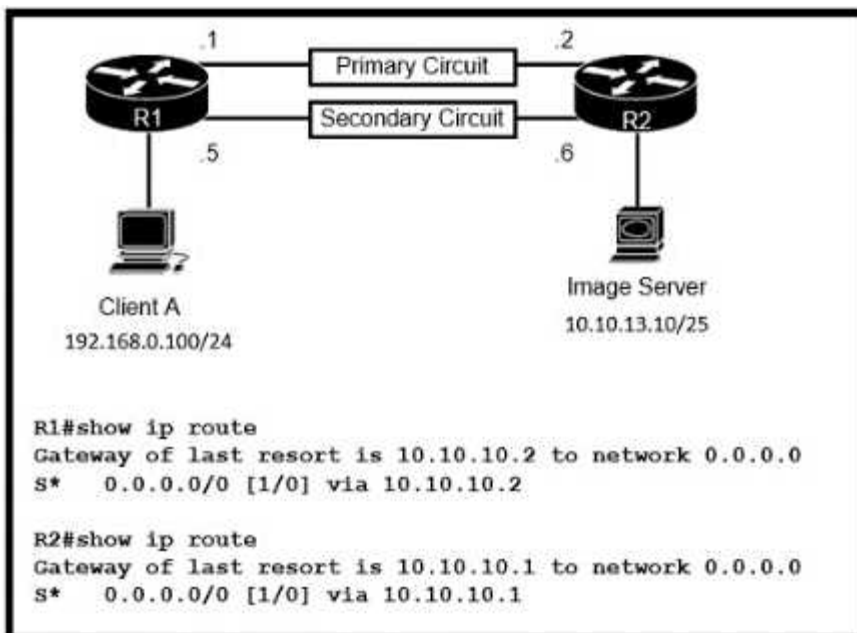 .1
.2
Primary Circuit
Secondary Circuit
R1
R2
.5
.6
Client A
192.168.0.100/24
Image Server
10.10.13.10/25
R1#show ip route
Gateway of last resort is 10.10.10.2 to network 0.0.0.0
S* 0.0.0.0/0 [1/0] via 10.10.10.2
R2#show ip route
Gateway of last resort is 10.10.10.1 to network 0.0.0.0
S* 0.0.0.0/0 [1/0] via 10.10.10.1